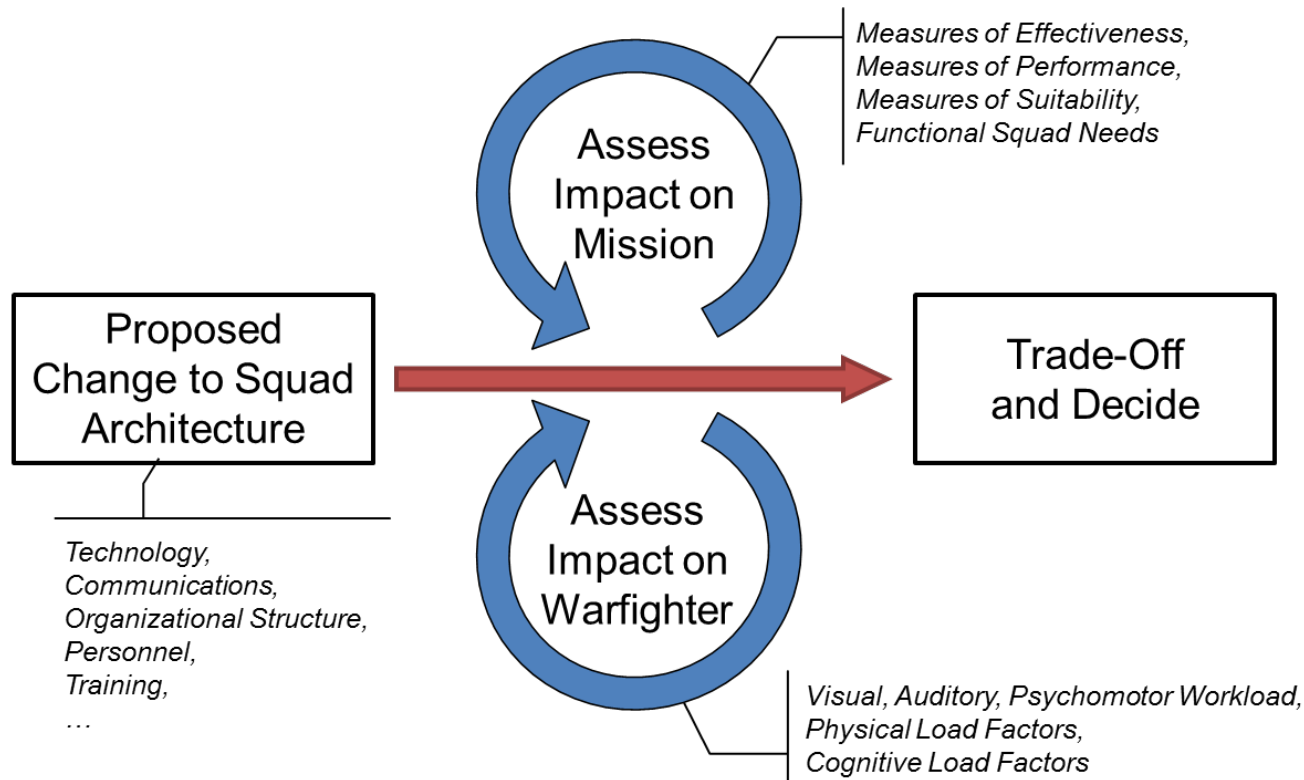 Measures of Effectiveness,
Measures of Performance,
Measures of Suitability,
Functional Squad Needs
Assess
Impact on
Mission
Proposed
Change to Squad
Architecture
Trade-Off
and Decide
Assess
Impact on
Warfighter
Technology,
Communications,
Organizational Structure,
Personnel,
Training,
…
Visual, Auditory, Psychomotor Workload,
Physical Load Factors,
Cognitive Load Factors